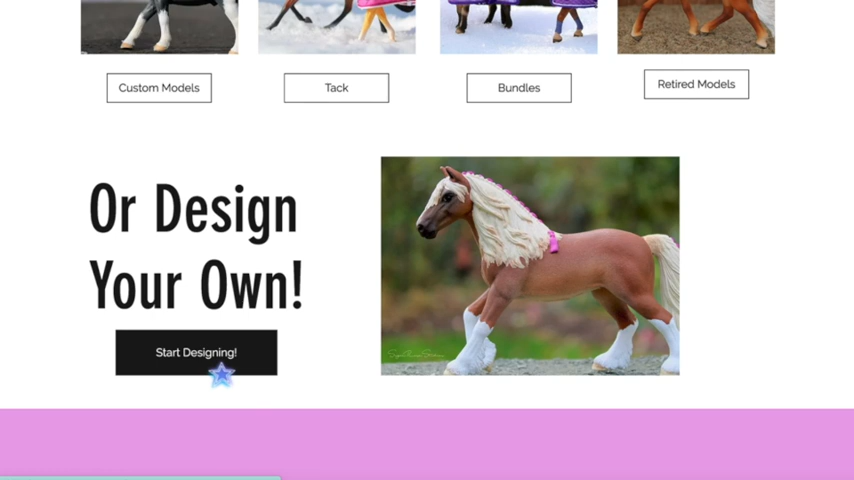 Custom Models
Tack
Bundles
Retired Models
Or Design
Your Own!
Start Designing!